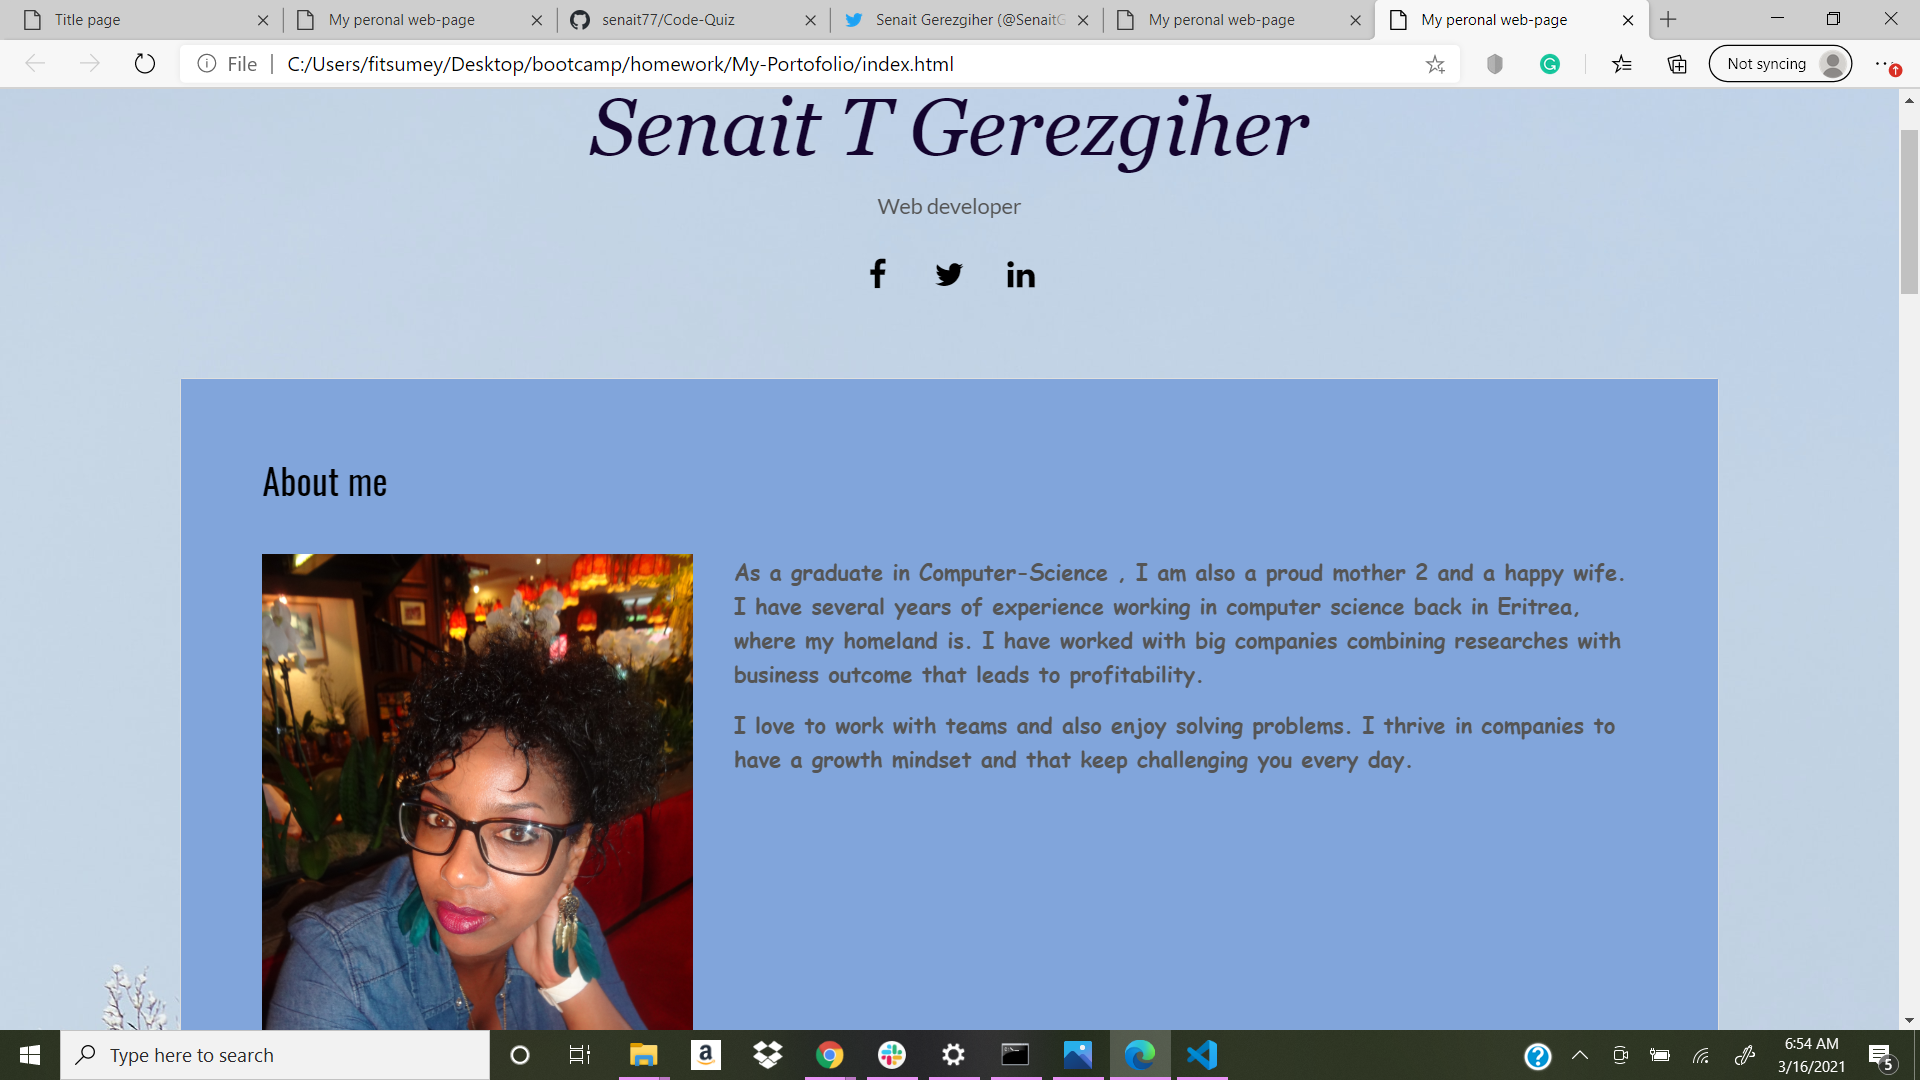 Title page
My peronal web-page
senait77/Code-Quiz
Senait Gerezgiher (@SenaitG
My peronal web-page
My peronal web-page
File
C:/Users/fitsumey/Desktop/bootcamp/homework/My-Portofolio/index.html
Not syncing
Senait T Gerezgiher
Web developer
About me
As a graduate in Computer-Science , I am also a proud mother 2 and a happy wife.
I have several years of experience working in computer science back in Eritrea,
where my homeland is. I have worked with big companies combining researches with
business outcome that leads to profitability.
I love to work with teams and also enjoy solving problems. I thrive in companies to
have a growth mindset and that keep challenging you every day.
Type here to search
6:54 AM
3/16/2021
5